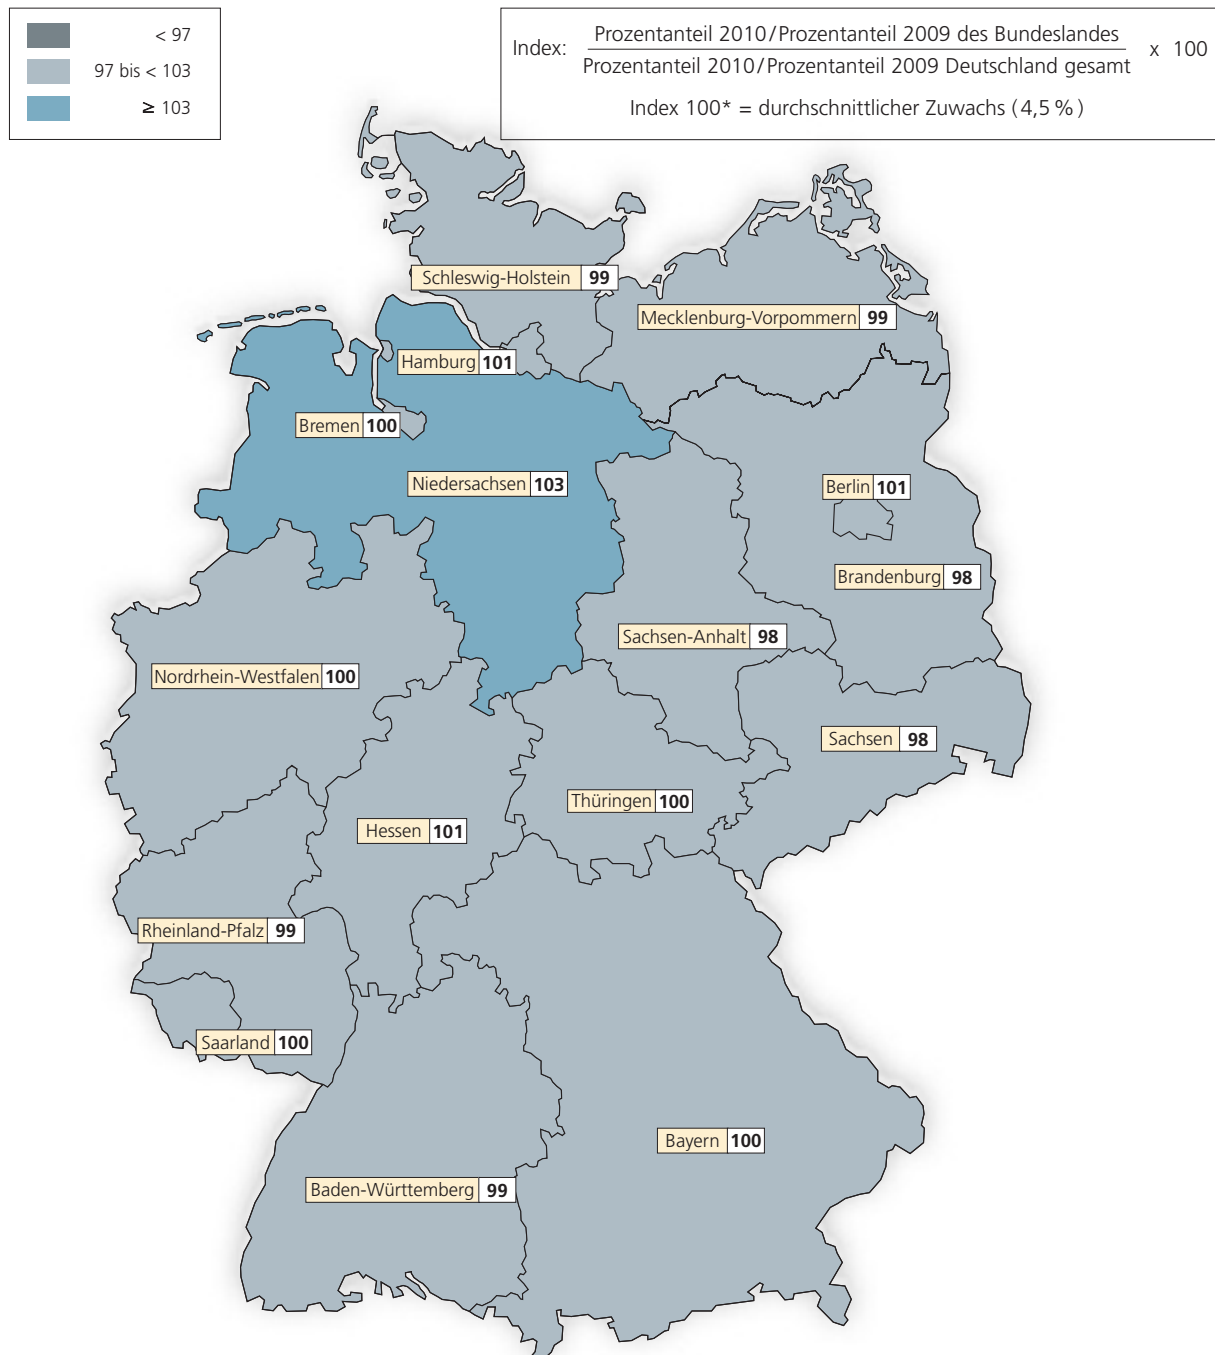 < 97
97 bis < 103
≥ 103
Index: Prozentanteil 2010/Prozentanteil 2009 des Bundeslandes x 100
Prozentanteil 2010/Prozentanteil 2009 Deutschland gesamt
Index 100* = durchschnittlicher Zuwachs (4,5 %)
Schleswig-Holstein 99
Mecklenburg-Vorpommern 99
Hamburg 101
Bremen 100
Niedersachsen 103
Berlin 101
Brandenburg 98
Sachsen-Anhalt 98
Nordrhein-Westfalen 100
Sachsen 98
Thüringen 100
Hessen 101
Rheinland-Pfalz 99
Saarland 100
Bayern 100
Baden-Württemberg 99